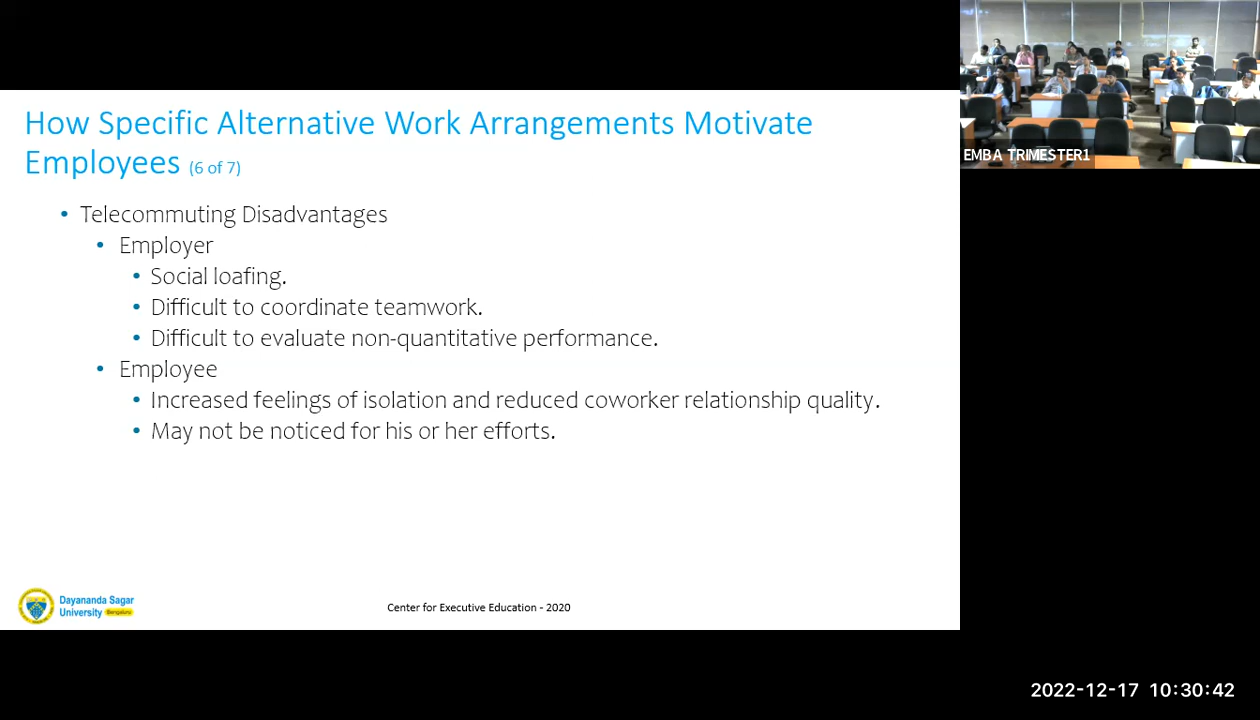 How Specific Alternative Work Arrangements Motivate
Employees (6 of 7)
• Telecommuting Disadvantages
• Employer
• Social loafing.
• Difficult to coordinate teamwork.
• Difficult to evaluate non-quantitative performance.
• Employee
• Increased feelings of isolation and reduced coworker relationship quality.
• May not be noticed for his or her efforts.
Dayananda Sagar
University Bengaluru
Center for Executive Education - 2020
EMBA TRIMESTER1
2022-12-17 10:30:42